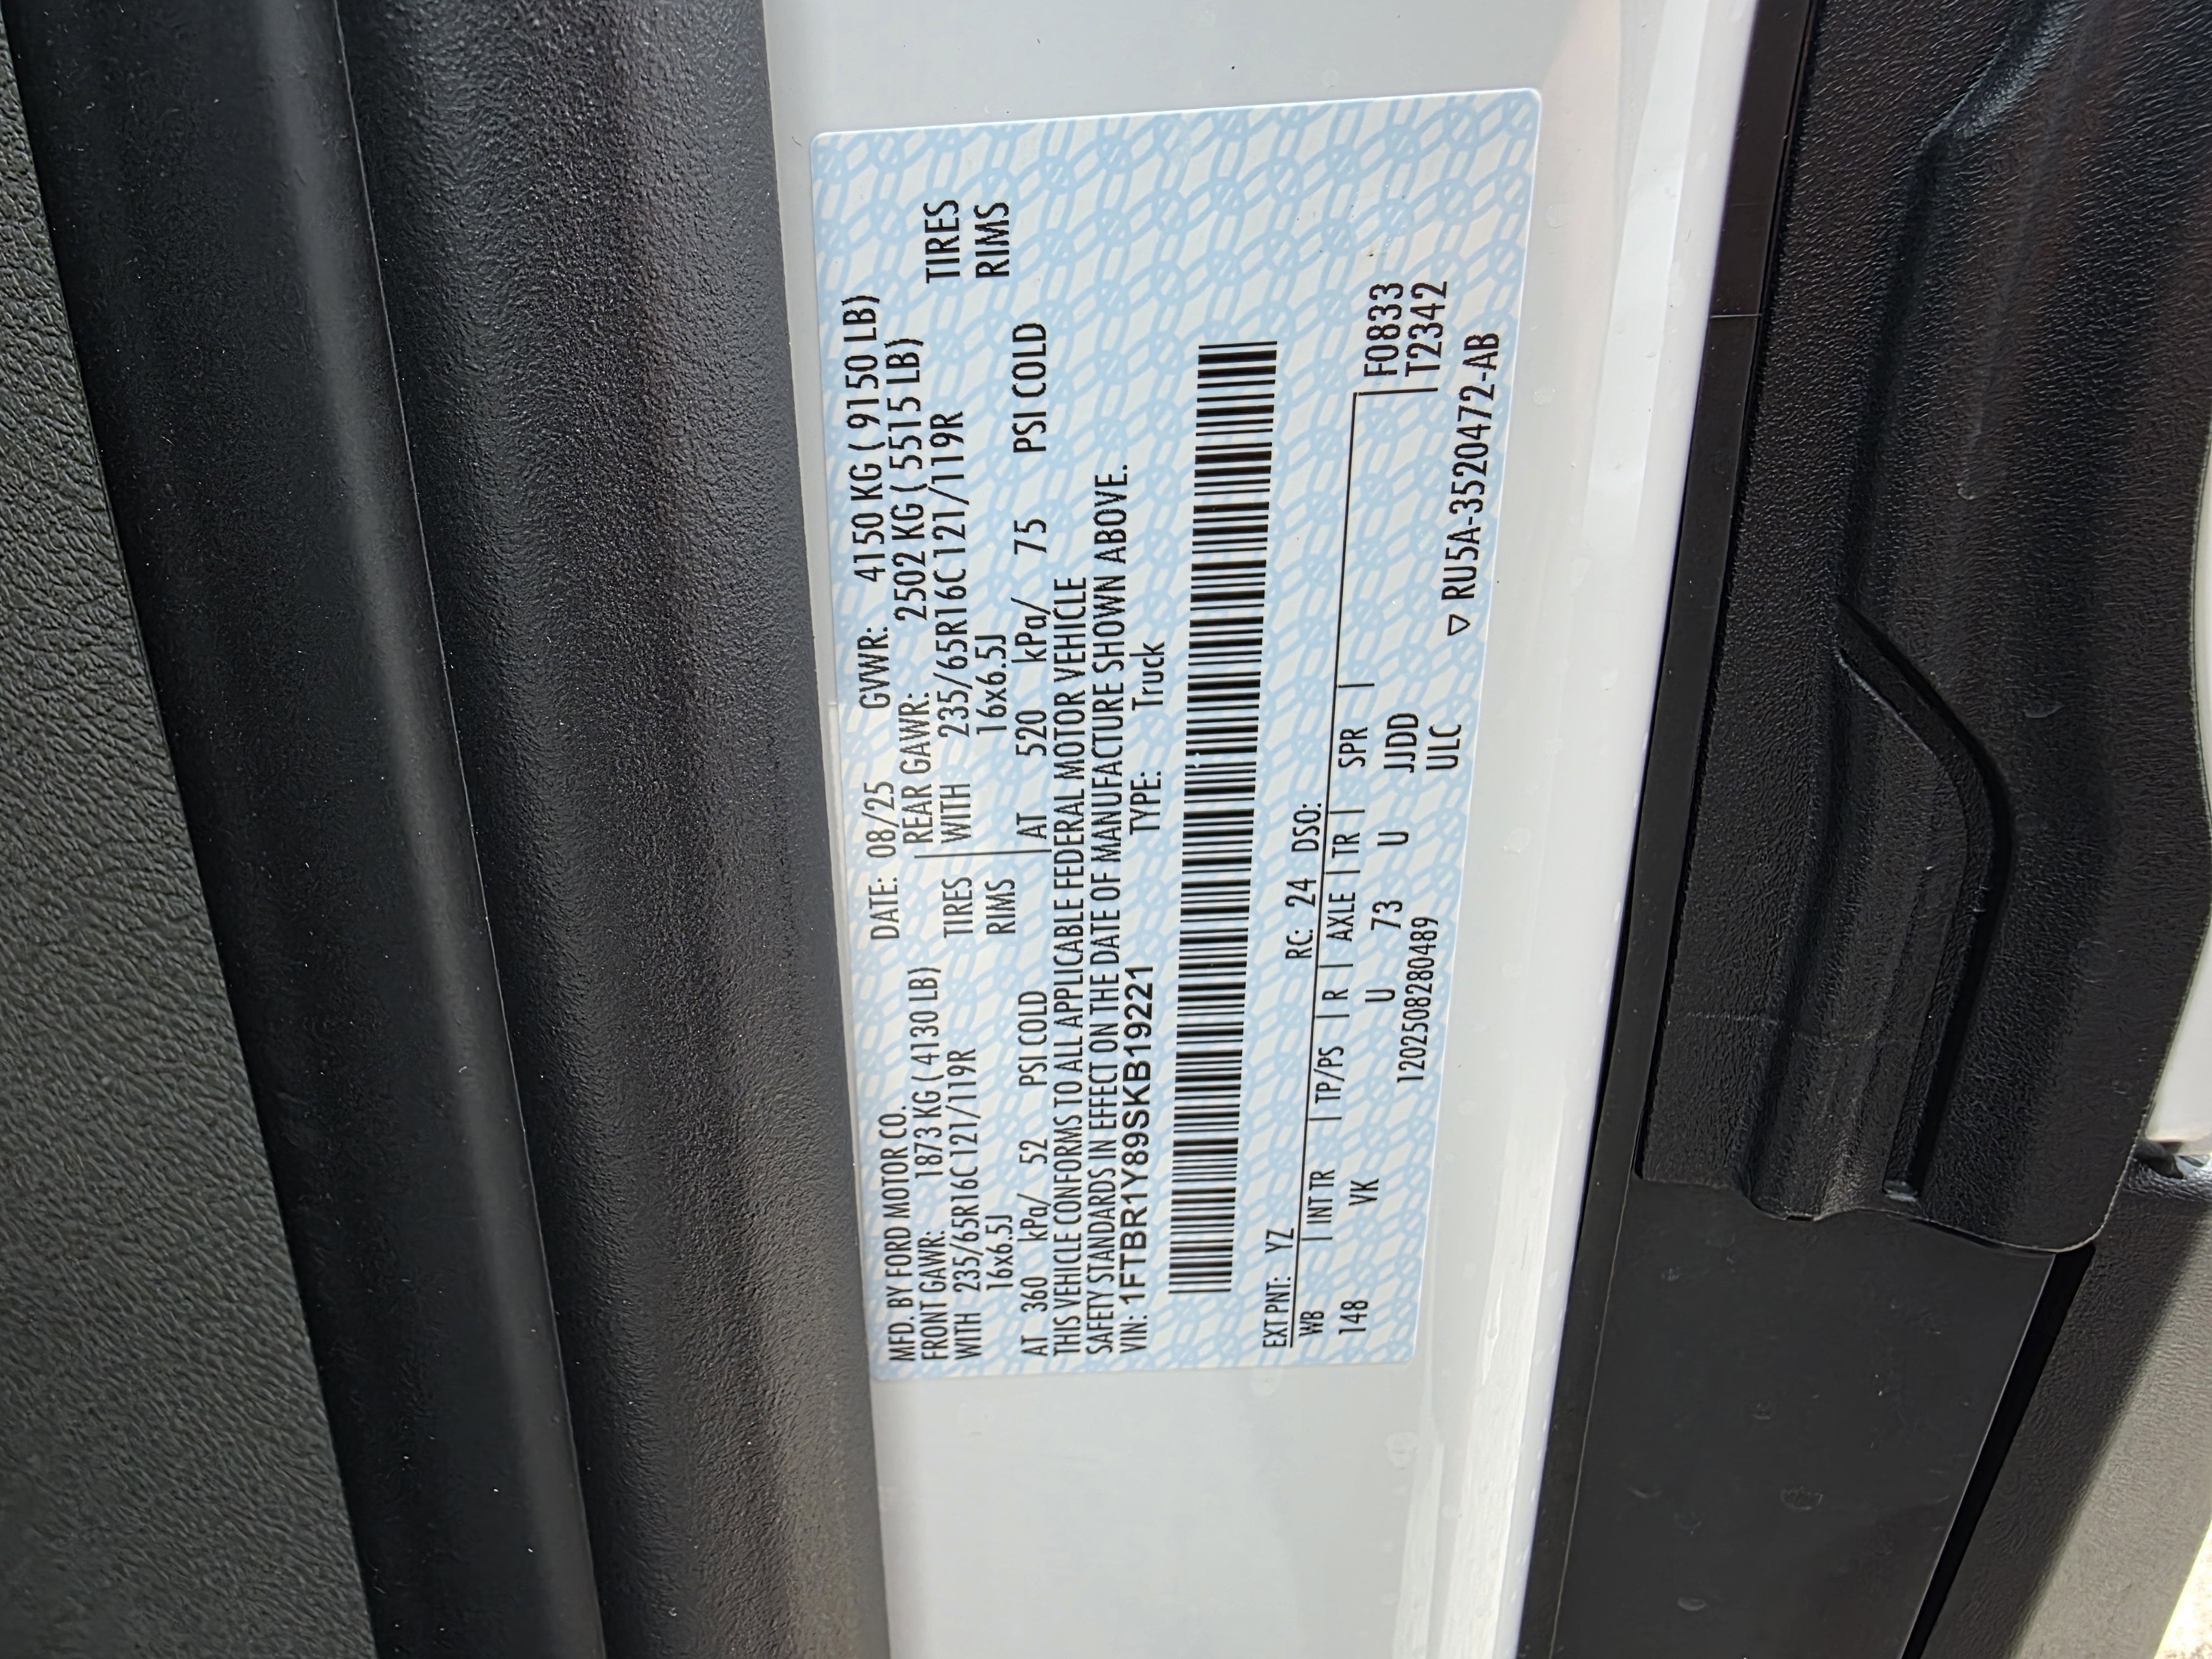 MFD. BY FORD MOTOR CO. DATE: 08/25 GVWR: 4150 KG ( 9150 LB)
FRONT GAWR: 1873 KG ( 4130 LB) REAR GAWR: 2502 KG ( 5515 LB)
WITH 235/65R16C 121/119R TIRES WITH 235/65R16C 121/119R TIRES
16x6.5J RIMS 16x6.5J RIMS
AT 360 kPa/ 52 PSI COLD AT 520 kPa/ 75 PSI COLD
THIS VEHICLE CONFORMS TO ALL APPLICABLE FEDERAL MOTOR VEHICLE
SAFETY STANDARDS IN EFFECT ON THE DATE OF MANUFACTURE SHOWN ABOVE.
VIN: 1FTBR1Y89SKB19221 TYPE: Truck
EXT PNT: YZ RC: 24 DSO:
WB | INT TR | TP/PS | R | AXLE | TR | SPR | F0833
148 VK U 73 U JJDD T2342
1202508280489 ULC
▽ RU5A-3520472-AB